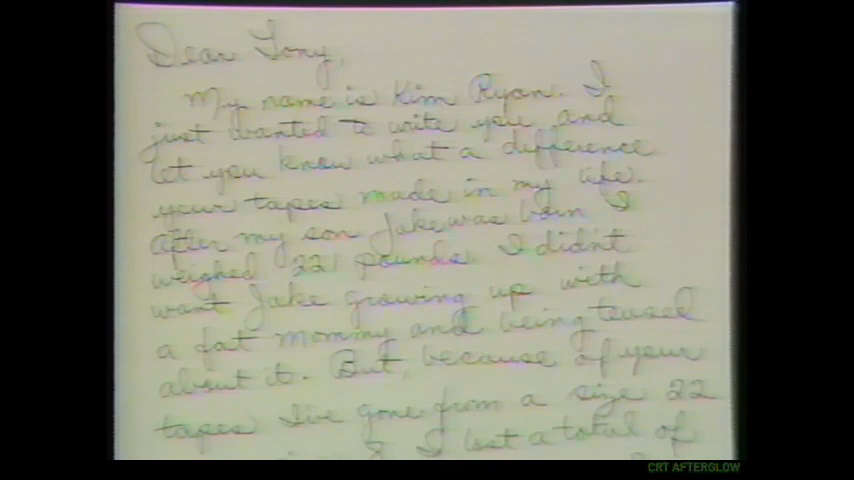 Dear Tony,
My name is Kim Ryan. I
just wanted to write you and
let you know what a difference
your tapes made in my life.
After my son Jake was born I
weighed 221 pounds. I didn't
want Jake growing up with
a fat mommy and being teased
about it. But, because of your
tapes I've gone from a size 22
I lost a total of
CRT AFTERGLOW